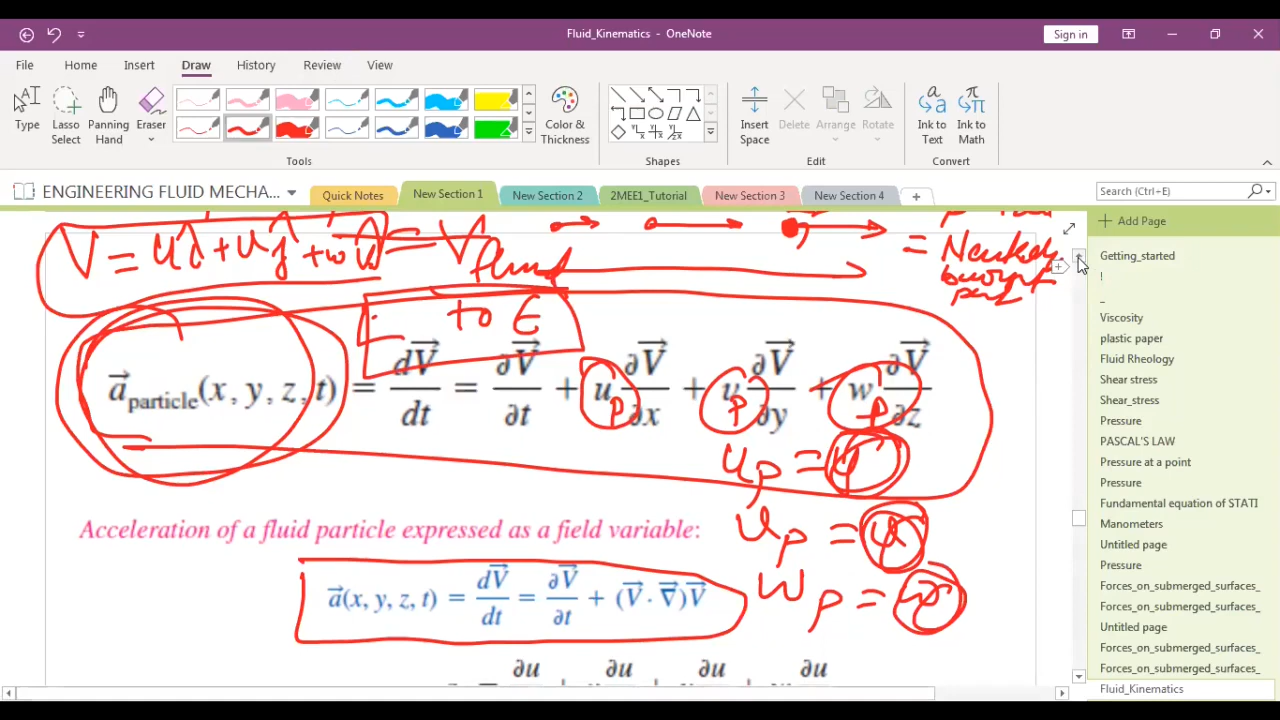 Fluid_Kinematics - OneNote
Sign in
File Home Insert Draw History Review View
Type
Lasso Select
Panning Hand
Eraser
Color & Thickness
Insert Space
Delete
Arrange
Rotate
Ink to Text
Ink to Math
Tools
Shapes
Edit
Convert
ENGINEERING FLUID MECHA...
Quick Notes
New Section 1
New Section 2
2MEE1_Tutorial
New Section 3
New Section 4
Search (Ctrl+E)
Add Page
Getting_started
!
_
Viscosity
plastic paper
Fluid Rheology
Shear stress
Shear_stress
Pressure
PASCAL'S LAW
Pressure at a point
Pressure
Fundamental equation of STATI
Manometers
Untitled page
Pressure
Forces_on_submerged_surfaces_
Forces_on_submerged_surfaces_
Untitled page
Forces_on_submerged_surfaces_
Forces_on_submerged_surfaces_
Fluid_Kinematics
V = uî + uĵ + wk̂ = V fluid
to E
a⃗particle(x, y, z, t) = dV⃗/dt = ∂V⃗/∂t + u p ∂V⃗/∂x + υ p ∂V⃗/∂y + w p ∂V⃗/∂z
up = u
up =
wp =
Acceleration of a fluid particle expressed as a field variable:
a⃗(x, y, z, t) = dV⃗/dt = ∂V⃗/∂t + (V⃗ · ∇⃗)V⃗
∂u ∂u ∂u ∂u